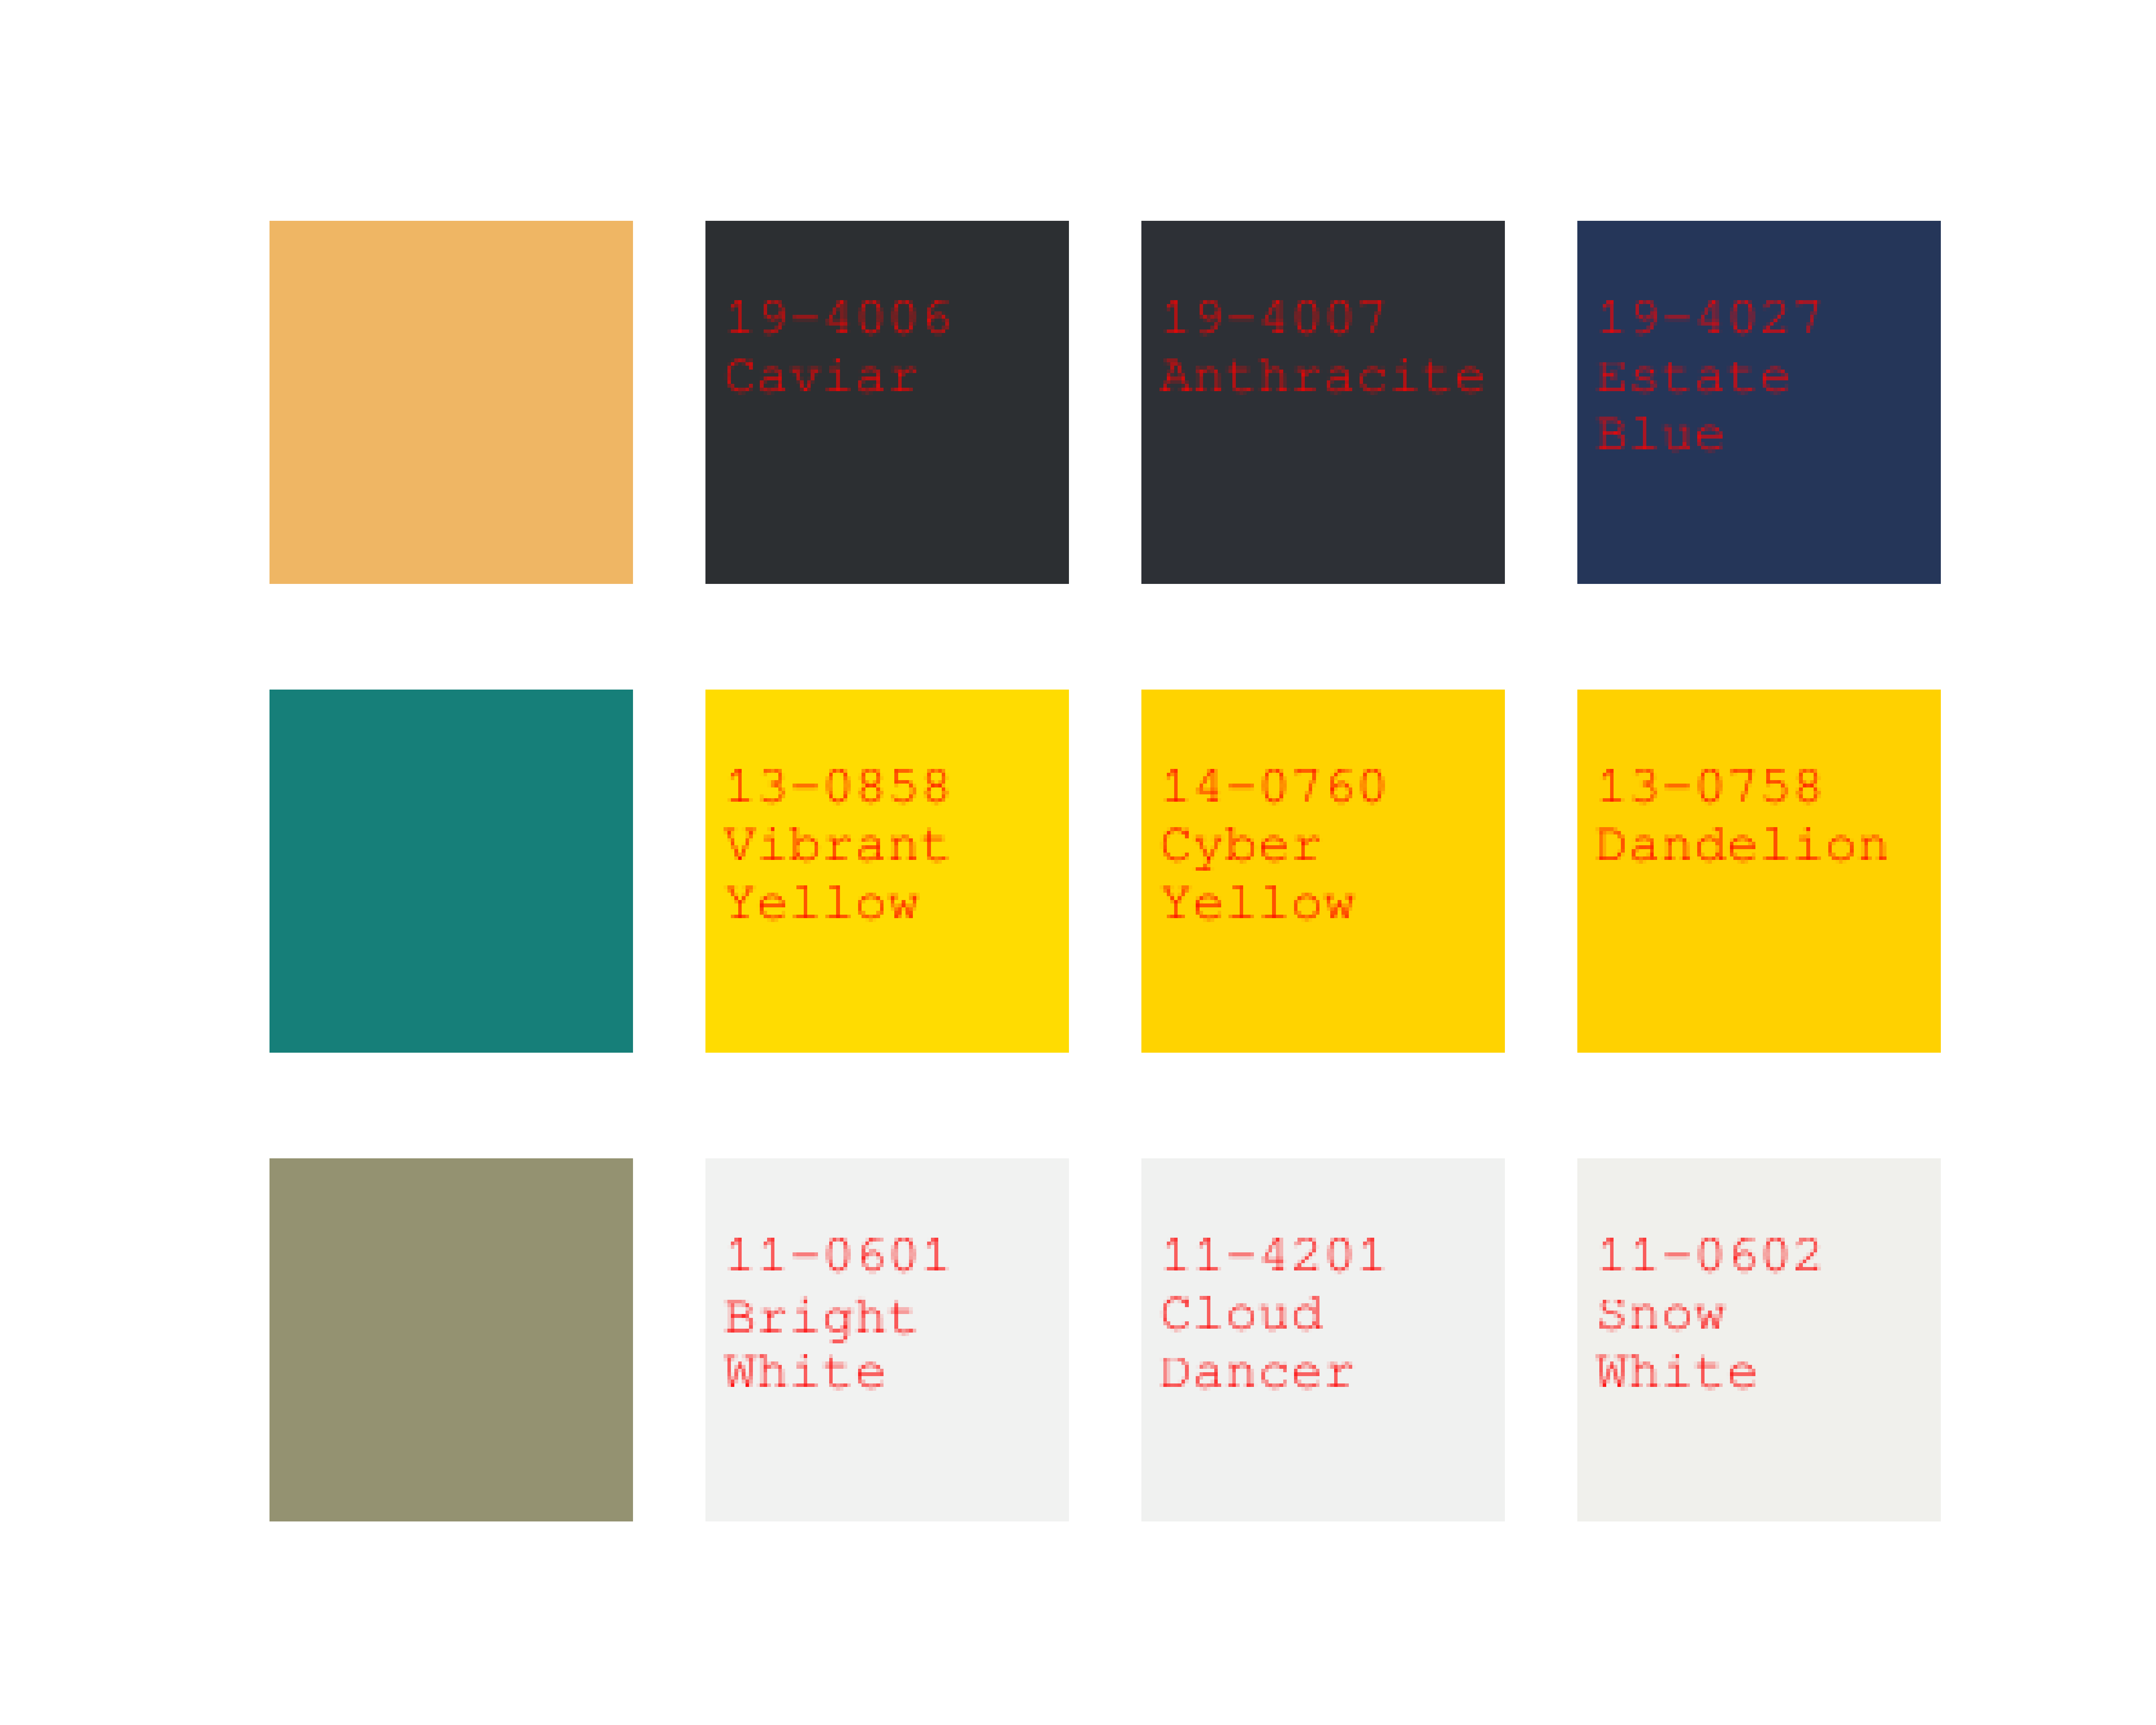 19-4006
Caviar
19-4007
Anthracite
19-4027
Estate
Blue
13-0858
Vibrant
Yellow
14-0760
Cyber
Yellow
13-0758
Dandelion
11-0601
Bright
White
11-4201
Cloud
Dancer
11-0602
Snow
White